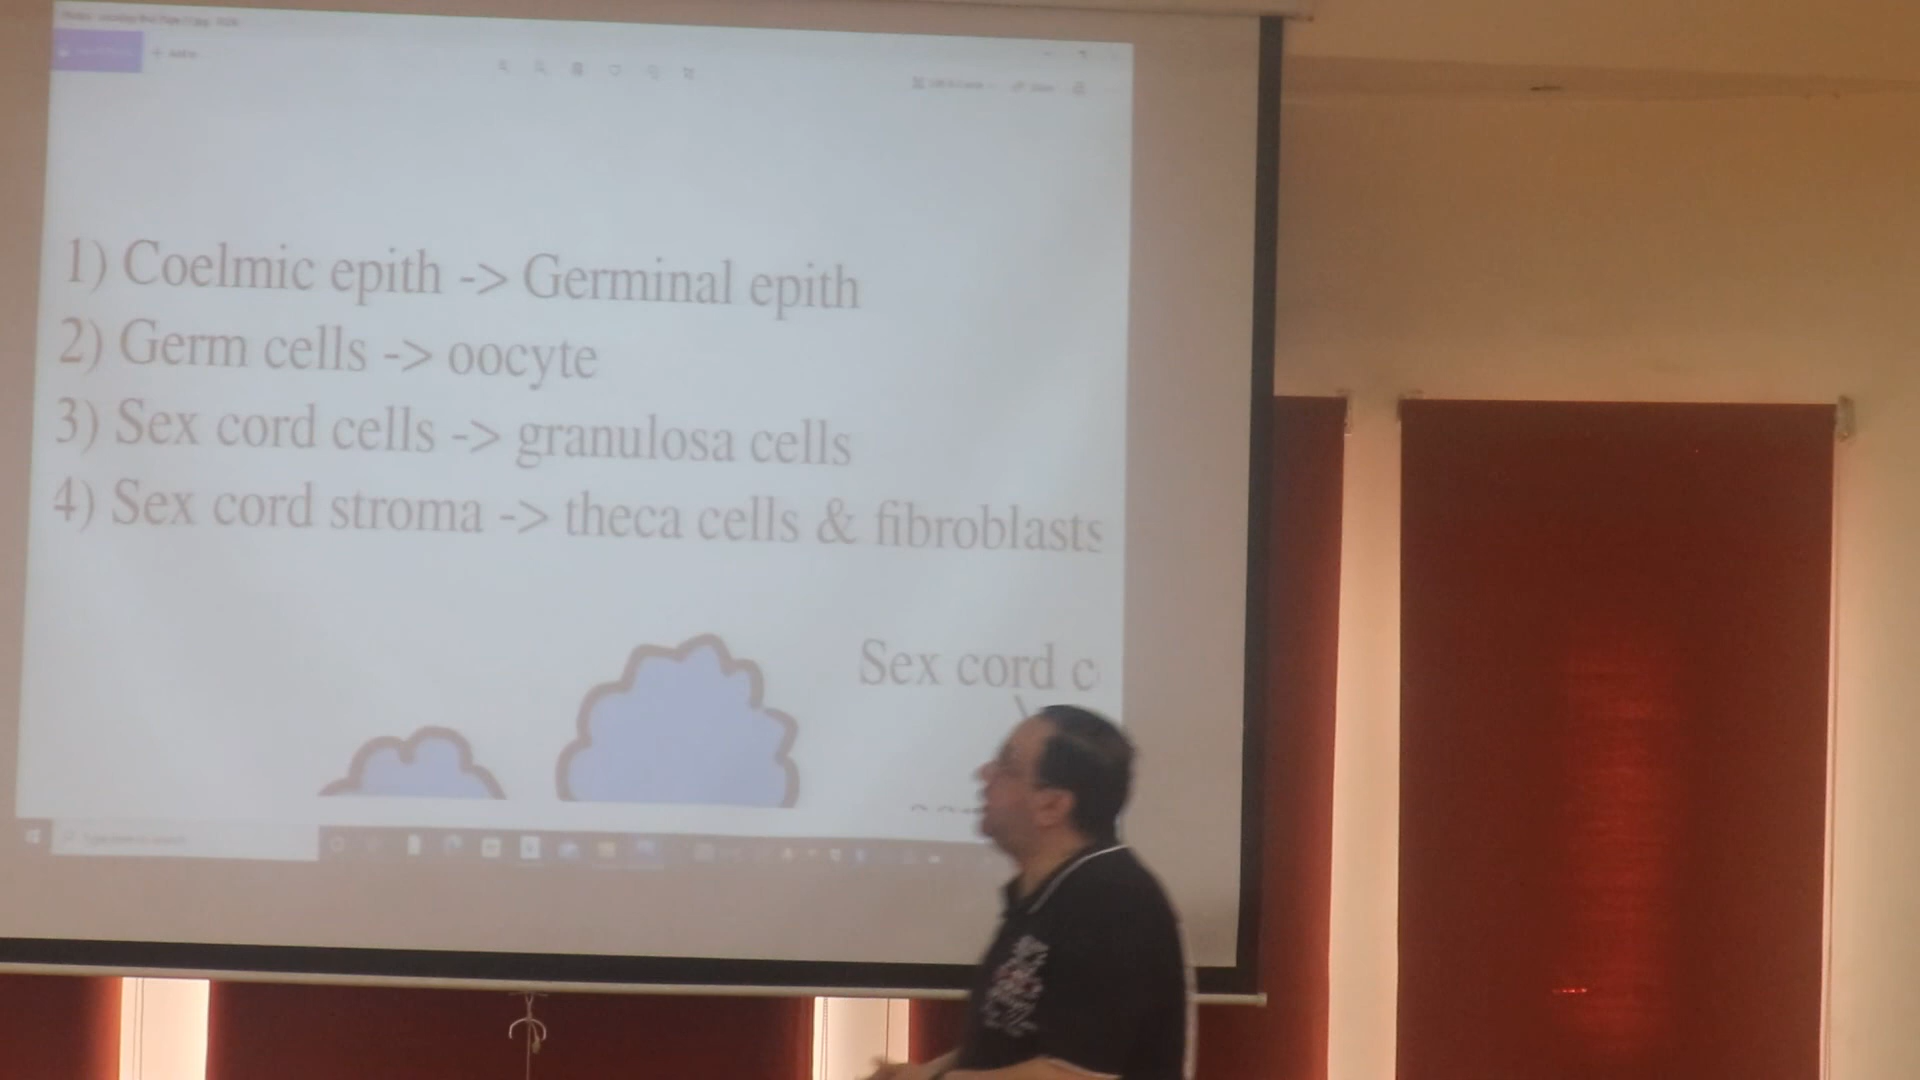 1) Coelmic epith -> Germinal epith
2) Germ cells -> oocyte
3) Sex cord cells -> granulosa cells
4) Sex cord stroma -> theca cells & fibroblasts
Sex cord c